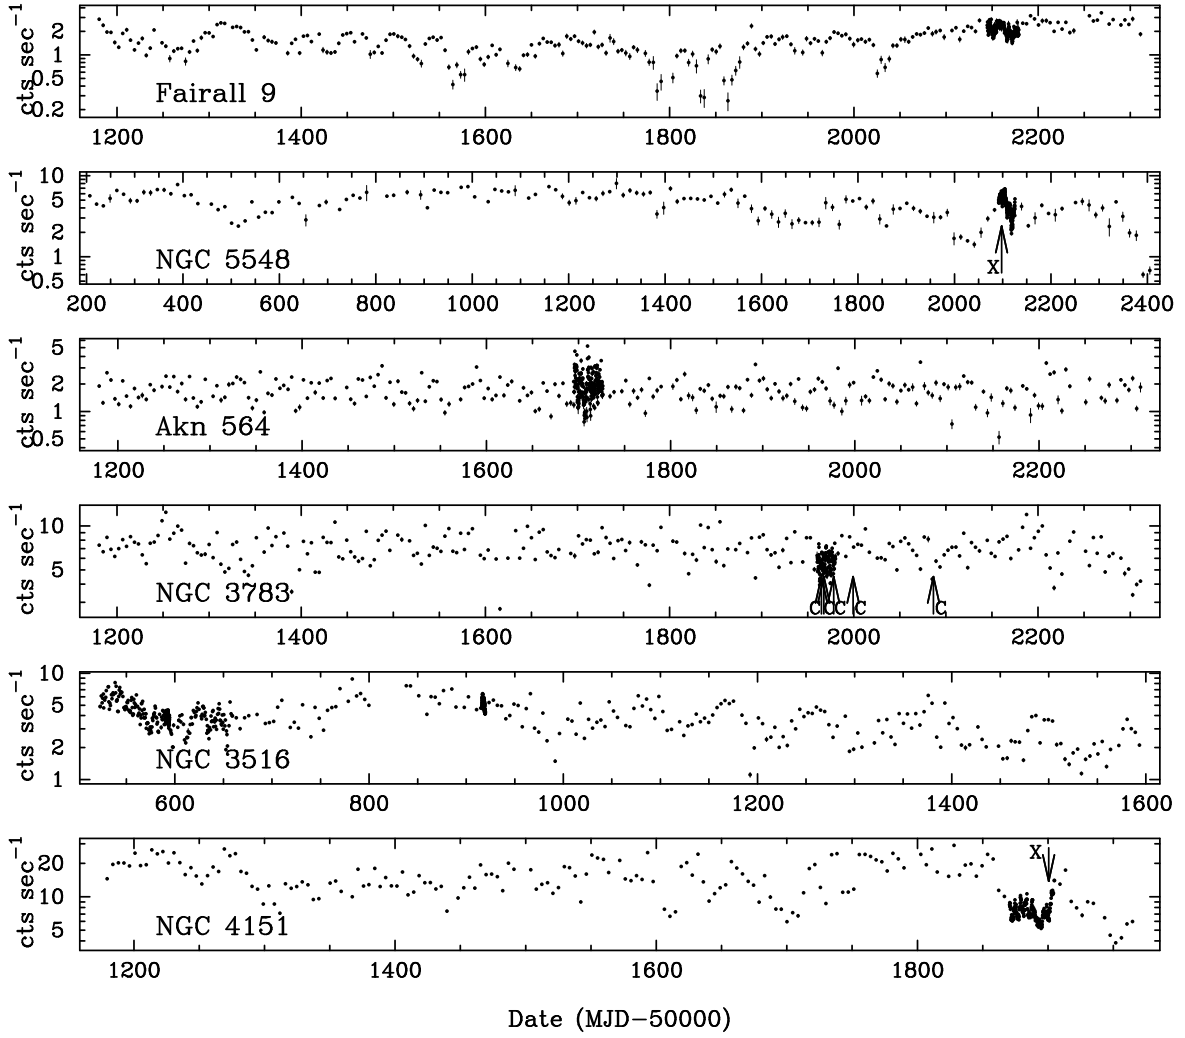 cts sec−1
2
1
0.5
0.2
Fairall 9
1200 1400 1600 1800 2000 2200
cts sec−1
10
5
2
1
0.5
NGC 5548
X
200 400 600 800 1000 1200 1400 1600 1800 2000 2200 2400
cts sec−1
5
2
1
0.5
Akn 564
1200 1400 1600 1800 2000 2200
cts sec−1
10
5
NGC 3783
C C C C C
1200 1400 1600 1800 2000 2200
cts sec−1
10
5
2
1
NGC 3516
600 800 1000 1200 1400 1600
cts sec−1
20
10
5
NGC 4151
X
1200 1400 1600 1800
Date (MJD−50000)